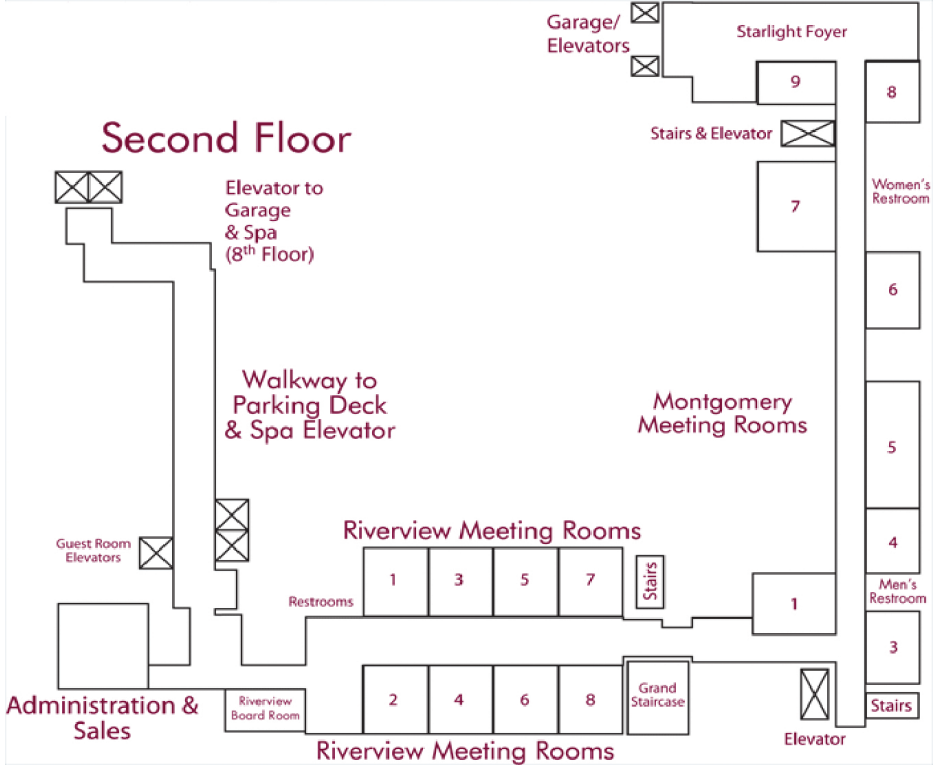 Garage/
Elevators
Starlight Foyer
9
8
Second Floor
Stairs & Elevator
Elevator to
Garage
& Spa
(8th Floor)
7
Women's
Restroom
6
Walkway to
Parking Deck
& Spa Elevator
Montgomery
Meeting Rooms
5
Riverview Meeting Rooms
Guest Room
Elevators
4
1
3
5
7
Stairs
Restrooms
1
Men's
Restroom
3
Administration &
Sales
Riverview
Board Room
2
4
6
8
Grand
Staircase
Stairs
Elevator
Riverview Meeting Rooms